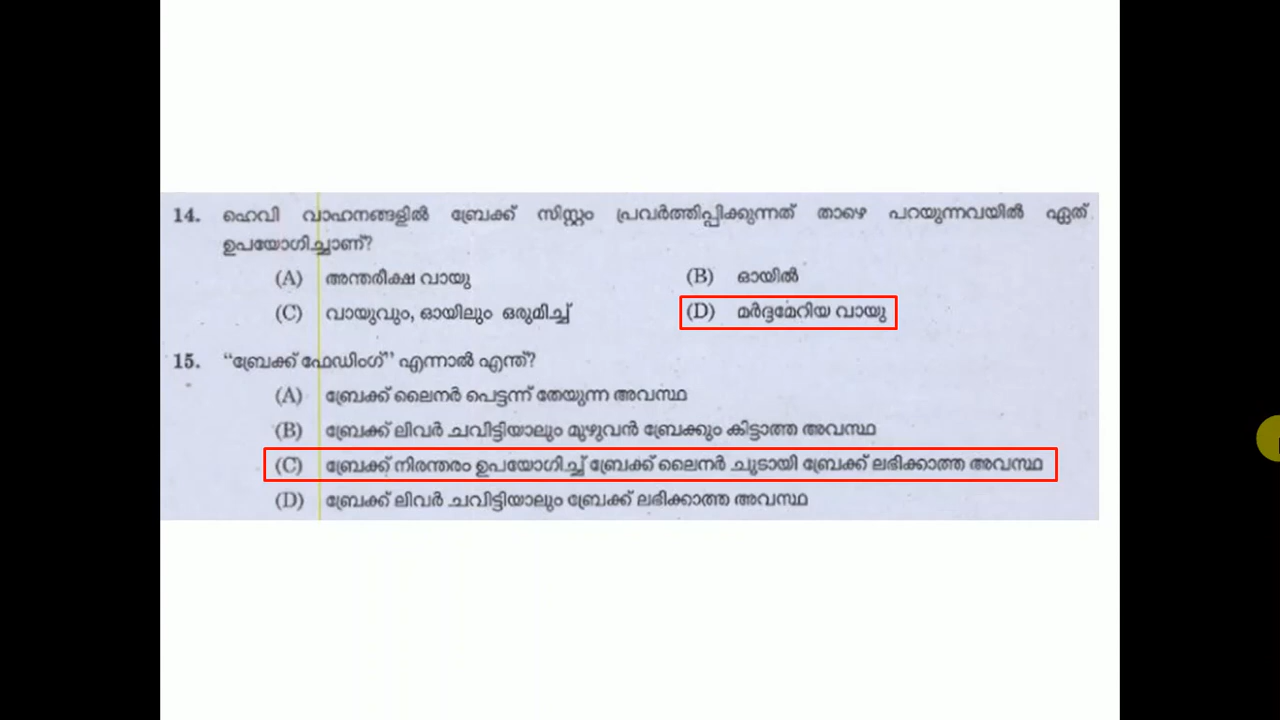 14. ഹെവി വാഹനങ്ങളിൽ ബ്രേക്ക് സിസ്റ്റം പ്രവർത്തിപ്പിക്കുന്നത് താഴെ പറയുന്നവയിൽ ഏത്
ഉപയോഗിച്ചാണ്?
(A) അന്തരീക്ഷ വായു (B) ഓയിൽ
(C) വായുവും, ഓയിലും ഒരുമിച്ച് (D) മർദ്ദമേറിയ വായു
15. “ബ്രേക്ക് ഫേഡിംഗ്” എന്നാൽ എന്ത്?
(A) ബ്രേക്ക് ലൈനർ പെട്ടന്ന് തേയുന്ന അവസ്ഥ
(B) ബ്രേക്ക് ലിവർ ചവിട്ടിയാലും മുഴുവൻ ബ്രേക്കും കിട്ടാത്ത അവസ്ഥ
(C) ബ്രേക്ക് നിരന്തരം ഉപയോഗിച്ച് ബ്രേക്ക് ലൈനർ ചൂടായി ബ്രേക്ക് ലഭിക്കാത്ത അവസ്ഥ
(D) ബ്രേക്ക് ലിവർ ചവിട്ടിയാലും ബ്രേക്ക് ലഭിക്കാത്ത അവസ്ഥ